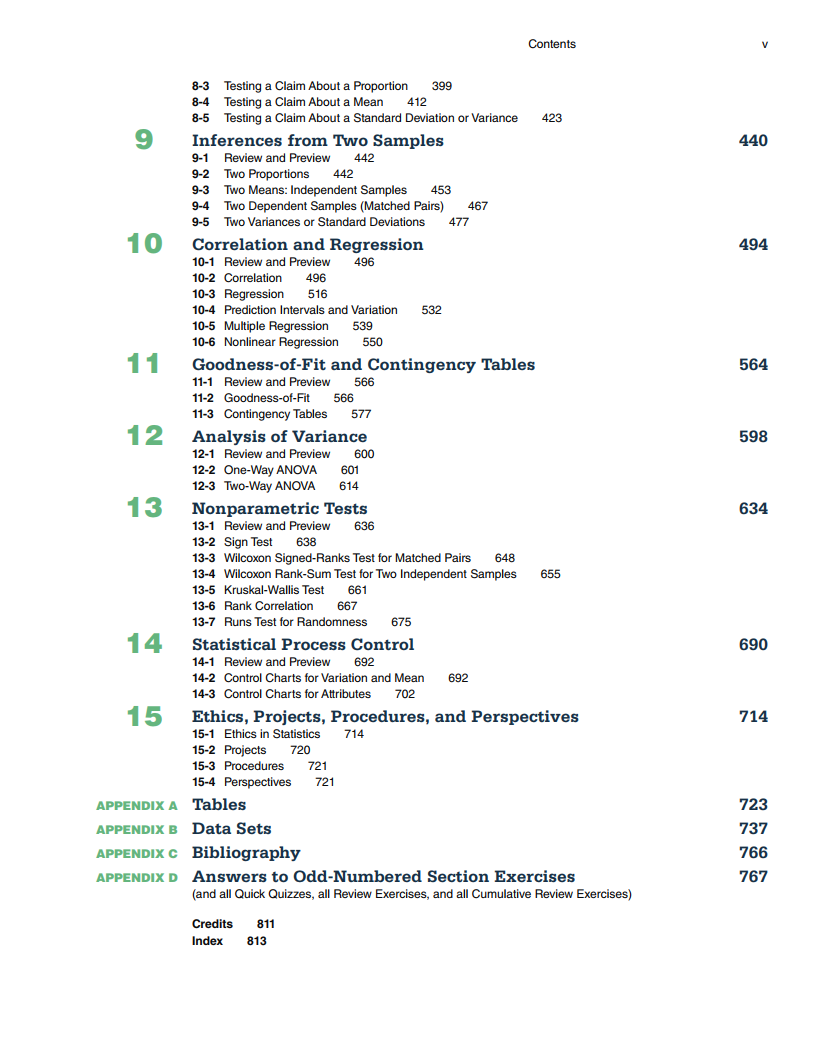 Contents v
8-3 Testing a Claim About a Proportion 399
8-4 Testing a Claim About a Mean 412
8-5 Testing a Claim About a Standard Deviation or Variance 423
9 Inferences from Two Samples 440
9-1 Review and Preview 442
9-2 Two Proportions 442
9-3 Two Means: Independent Samples 453
9-4 Two Dependent Samples (Matched Pairs) 467
9-5 Two Variances or Standard Deviations 477
10 Correlation and Regression 494
10-1 Review and Preview 496
10-2 Correlation 496
10-3 Regression 516
10-4 Prediction Intervals and Variation 532
10-5 Multiple Regression 539
10-6 Nonlinear Regression 550
11 Goodness-of-Fit and Contingency Tables 564
11-1 Review and Preview 566
11-2 Goodness-of-Fit 566
11-3 Contingency Tables 577
12 Analysis of Variance 598
12-1 Review and Preview 600
12-2 One-Way ANOVA 601
12-3 Two-Way ANOVA 614
13 Nonparametric Tests 634
13-1 Review and Preview 636
13-2 Sign Test 638
13-3 Wilcoxon Signed-Ranks Test for Matched Pairs 648
13-4 Wilcoxon Rank-Sum Test for Two Independent Samples 655
13-5 Kruskal-Wallis Test 661
13-6 Rank Correlation 667
13-7 Runs Test for Randomness 675
14 Statistical Process Control 690
14-1 Review and Preview 692
14-2 Control Charts for Variation and Mean 692
14-3 Control Charts for Attributes 702
15 Ethics, Projects, Procedures, and Perspectives 714
15-1 Ethics in Statistics 714
15-2 Projects 720
15-3 Procedures 721
15-4 Perspectives 721
APPENDIX A Tables 723
APPENDIX B Data Sets 737
APPENDIX C Bibliography 766
APPENDIX D Answers to Odd-Numbered Section Exercises 767
(and all Quick Quizzes, all Review Exercises, and all Cumulative Review Exercises)
Credits 811
Index 813